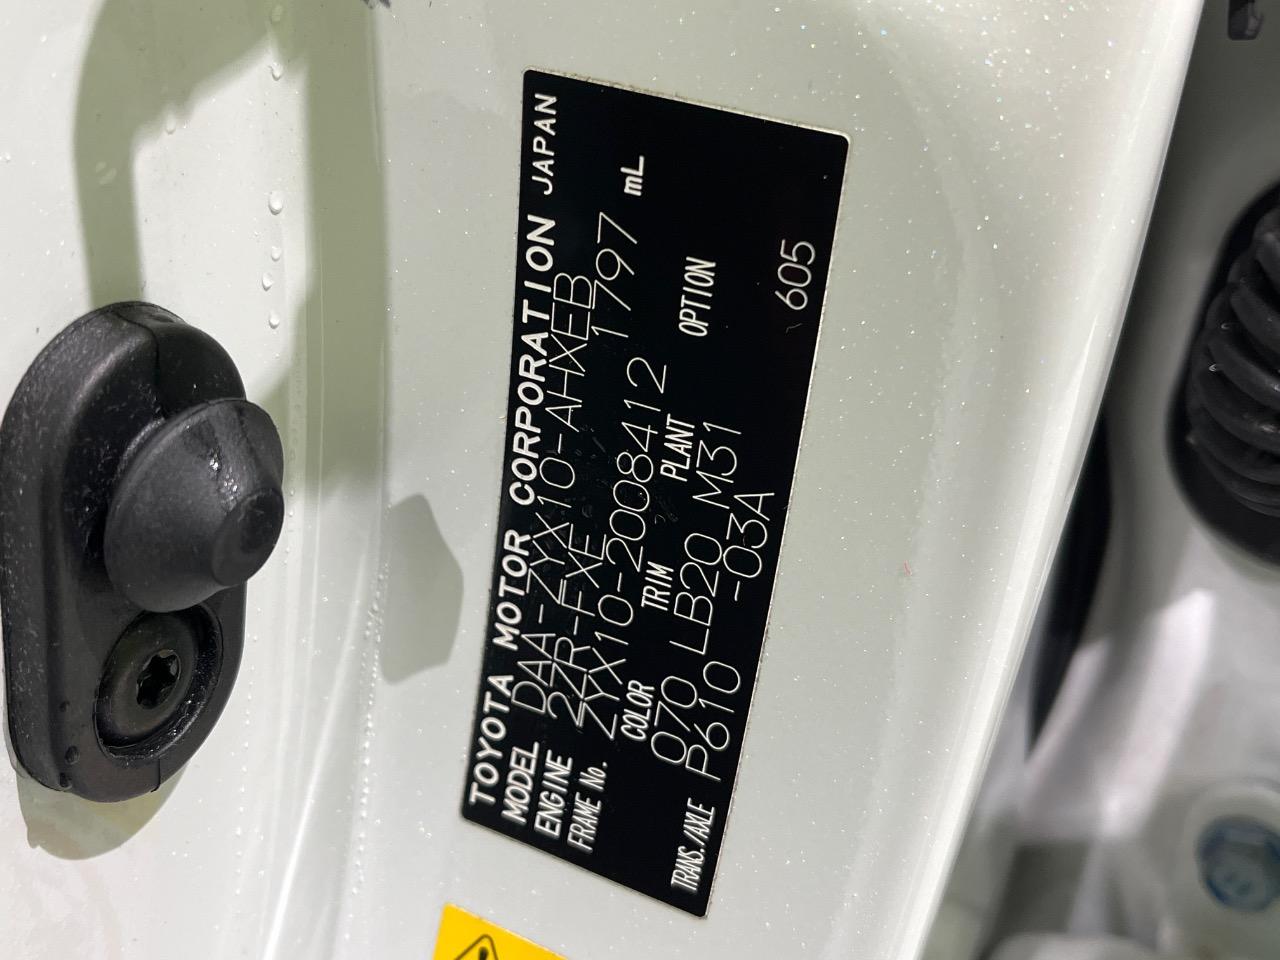 TOYOTA MOTOR CORPORATION JAPAN
MODEL DAA-ZYX10-AHXEB
ENGINE 2ZR-FXE 1797 mL
FRAME No. ZYX10-2008412
COLOR TRIM PLANT OPTION
070 LB20 M31
TRANS./AXLE P610 -03A 605